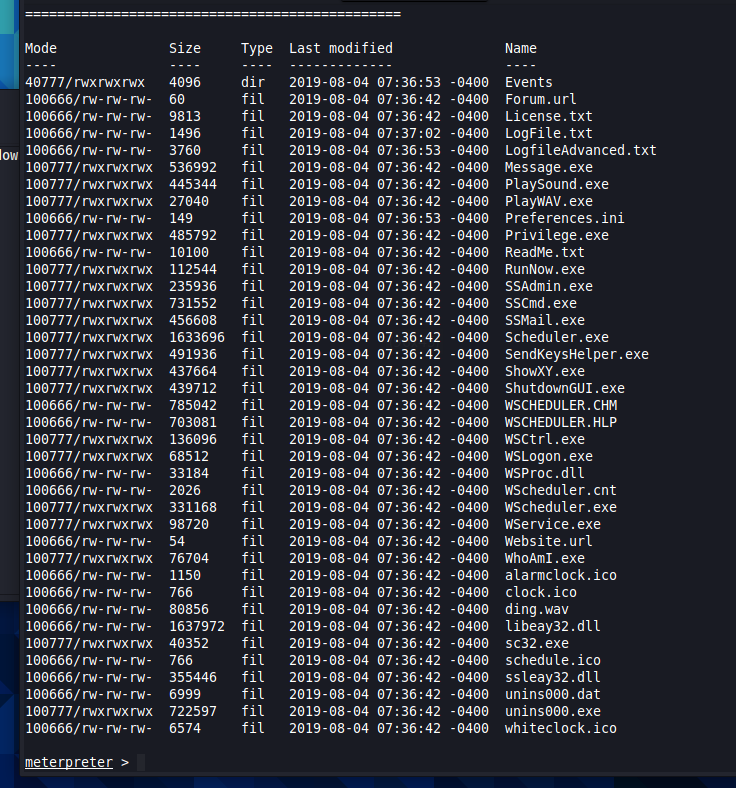 ===============================================
Mode Size Type Last modified Name
---- ---- ---- ------------- ----
40777/rwxrwxrwx 4096 dir 2019-08-04 07:36:53 -0400 Events
100666/rw-rw-rw- 60 fil 2019-08-04 07:36:42 -0400 Forum.url
100666/rw-rw-rw- 9813 fil 2019-08-04 07:36:42 -0400 License.txt
100666/rw-rw-rw- 1496 fil 2019-08-04 07:37:02 -0400 LogFile.txt
100666/rw-rw-rw- 3760 fil 2019-08-04 07:36:53 -0400 LogfileAdvanced.txt
100777/rwxrwxrwx 536992 fil 2019-08-04 07:36:42 -0400 Message.exe
100777/rwxrwxrwx 445344 fil 2019-08-04 07:36:42 -0400 PlaySound.exe
100777/rwxrwxrwx 27040 fil 2019-08-04 07:36:42 -0400 PlayWAV.exe
100666/rw-rw-rw- 149 fil 2019-08-04 07:36:53 -0400 Preferences.ini
100777/rwxrwxrwx 485792 fil 2019-08-04 07:36:42 -0400 Privilege.exe
100666/rw-rw-rw- 10100 fil 2019-08-04 07:36:42 -0400 ReadMe.txt
100777/rwxrwxrwx 112544 fil 2019-08-04 07:36:42 -0400 RunNow.exe
100777/rwxrwxrwx 235936 fil 2019-08-04 07:36:42 -0400 SSAdmin.exe
100777/rwxrwxrwx 731552 fil 2019-08-04 07:36:42 -0400 SSCmd.exe
100777/rwxrwxrwx 456608 fil 2019-08-04 07:36:42 -0400 SSMail.exe
100777/rwxrwxrwx 1633696 fil 2019-08-04 07:36:42 -0400 Scheduler.exe
100777/rwxrwxrwx 491936 fil 2019-08-04 07:36:42 -0400 SendKeysHelper.exe
100777/rwxrwxrwx 437664 fil 2019-08-04 07:36:42 -0400 ShowXY.exe
100777/rwxrwxrwx 439712 fil 2019-08-04 07:36:42 -0400 ShutdownGUI.exe
100666/rw-rw-rw- 785042 fil 2019-08-04 07:36:42 -0400 WSCHEDULER.CHM
100666/rw-rw-rw- 703081 fil 2019-08-04 07:36:42 -0400 WSCHEDULER.HLP
100777/rwxrwxrwx 136096 fil 2019-08-04 07:36:42 -0400 WSCtrl.exe
100777/rwxrwxrwx 68512 fil 2019-08-04 07:36:42 -0400 WSLogon.exe
100666/rw-rw-rw- 33184 fil 2019-08-04 07:36:42 -0400 WSProc.dll
100666/rw-rw-rw- 2026 fil 2019-08-04 07:36:42 -0400 WScheduler.cnt
100777/rwxrwxrwx 331168 fil 2019-08-04 07:36:42 -0400 WScheduler.exe
100777/rwxrwxrwx 98720 fil 2019-08-04 07:36:42 -0400 WService.exe
100666/rw-rw-rw- 54 fil 2019-08-04 07:36:42 -0400 Website.url
100777/rwxrwxrwx 76704 fil 2019-08-04 07:36:42 -0400 WhoAmI.exe
100666/rw-rw-rw- 1150 fil 2019-08-04 07:36:42 -0400 alarmclock.ico
100666/rw-rw-rw- 766 fil 2019-08-04 07:36:42 -0400 clock.ico
100666/rw-rw-rw- 80856 fil 2019-08-04 07:36:42 -0400 ding.wav
100666/rw-rw-rw- 1637972 fil 2019-08-04 07:36:42 -0400 libeay32.dll
100777/rwxrwxrwx 40352 fil 2019-08-04 07:36:42 -0400 sc32.exe
100666/rw-rw-rw- 766 fil 2019-08-04 07:36:42 -0400 schedule.ico
100666/rw-rw-rw- 355446 fil 2019-08-04 07:36:42 -0400 ssleay32.dll
100666/rw-rw-rw- 6999 fil 2019-08-04 07:36:42 -0400 unins000.dat
100777/rwxrwxrwx 722597 fil 2019-08-04 07:36:42 -0400 unins000.exe
100666/rw-rw-rw- 6574 fil 2019-08-04 07:36:42 -0400 whiteclock.ico
meterpreter >